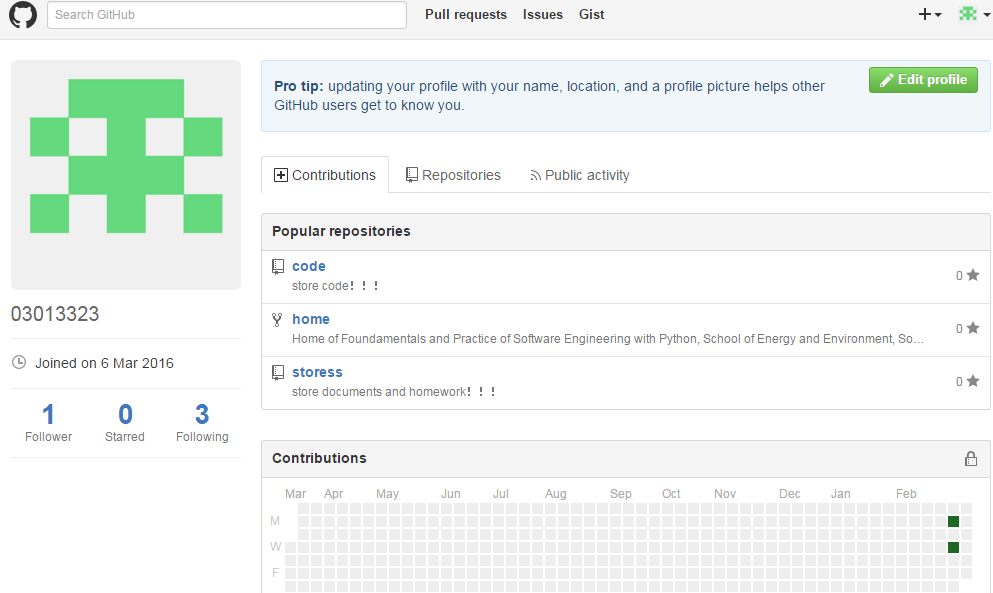 Search GitHub
Pull requests Issues Gist
Pro tip: updating your profile with your name, location, and a profile picture helps other
GitHub users get to know you.
Edit profile
Contributions Repositories Public activity
Popular repositories
code
store code！！！
0
home
Home of Foundamentals and Practice of Software Engineering with Python, School of Energy and Environment, So...
0
storess
store documents and homework！！！
0
03013323
Joined on 6 Mar 2016
1 0 3
Follower Starred Following
Contributions
Mar Apr May Jun Jul Aug Sep Oct Nov Dec Jan Feb
M
W
F